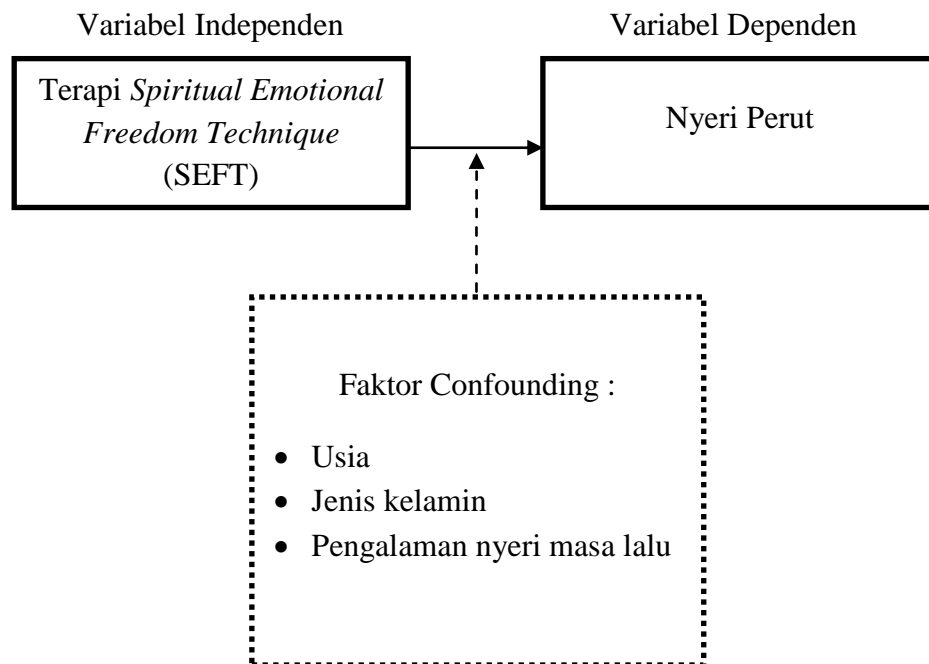 Variabel Independen
Variabel Dependen
Terapi Spiritual Emotional
Freedom Technique
(SEFT)
Nyeri Perut
Faktor Confounding :
• Usia
• Jenis kelamin
• Pengalaman nyeri masa lalu